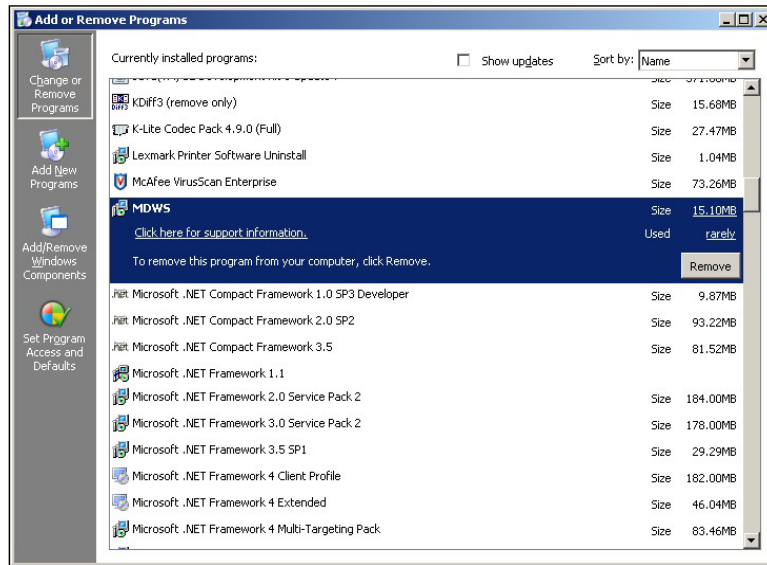 Add or Remove Programs
Change or
Remove
Programs
Add New
Programs
Add/Remove
Windows
Components
Set Program
Access and
Defaults
Currently installed programs:
Show updates
Sort by: Name
Size
KDiff3 (remove only) Size 15.68MB
K-Lite Codec Pack 4.9.0 (Full) Size 27.47MB
Lexmark Printer Software Uninstall Size 1.04MB
McAfee VirusScan Enterprise Size 73.26MB
MDWS Size 15.10MB
Click here for support information. Used rarely
To remove this program from your computer, click Remove. Remove
.net Microsoft .NET Compact Framework 1.0 SP3 Developer Size 9.87MB
.net Microsoft .NET Compact Framework 2.0 SP2 Size 93.22MB
.net Microsoft .NET Compact Framework 3.5 Size 81.52MB
Microsoft .NET Framework 1.1
Microsoft .NET Framework 2.0 Service Pack 2 Size 184.00MB
Microsoft .NET Framework 3.0 Service Pack 2 Size 178.00MB
Microsoft .NET Framework 3.5 SP1 Size 29.29MB
Microsoft .NET Framework 4 Client Profile Size 182.00MB
Microsoft .NET Framework 4 Extended Size 46.04MB
Microsoft .NET Framework 4 Multi-Targeting Pack Size 83.46MB